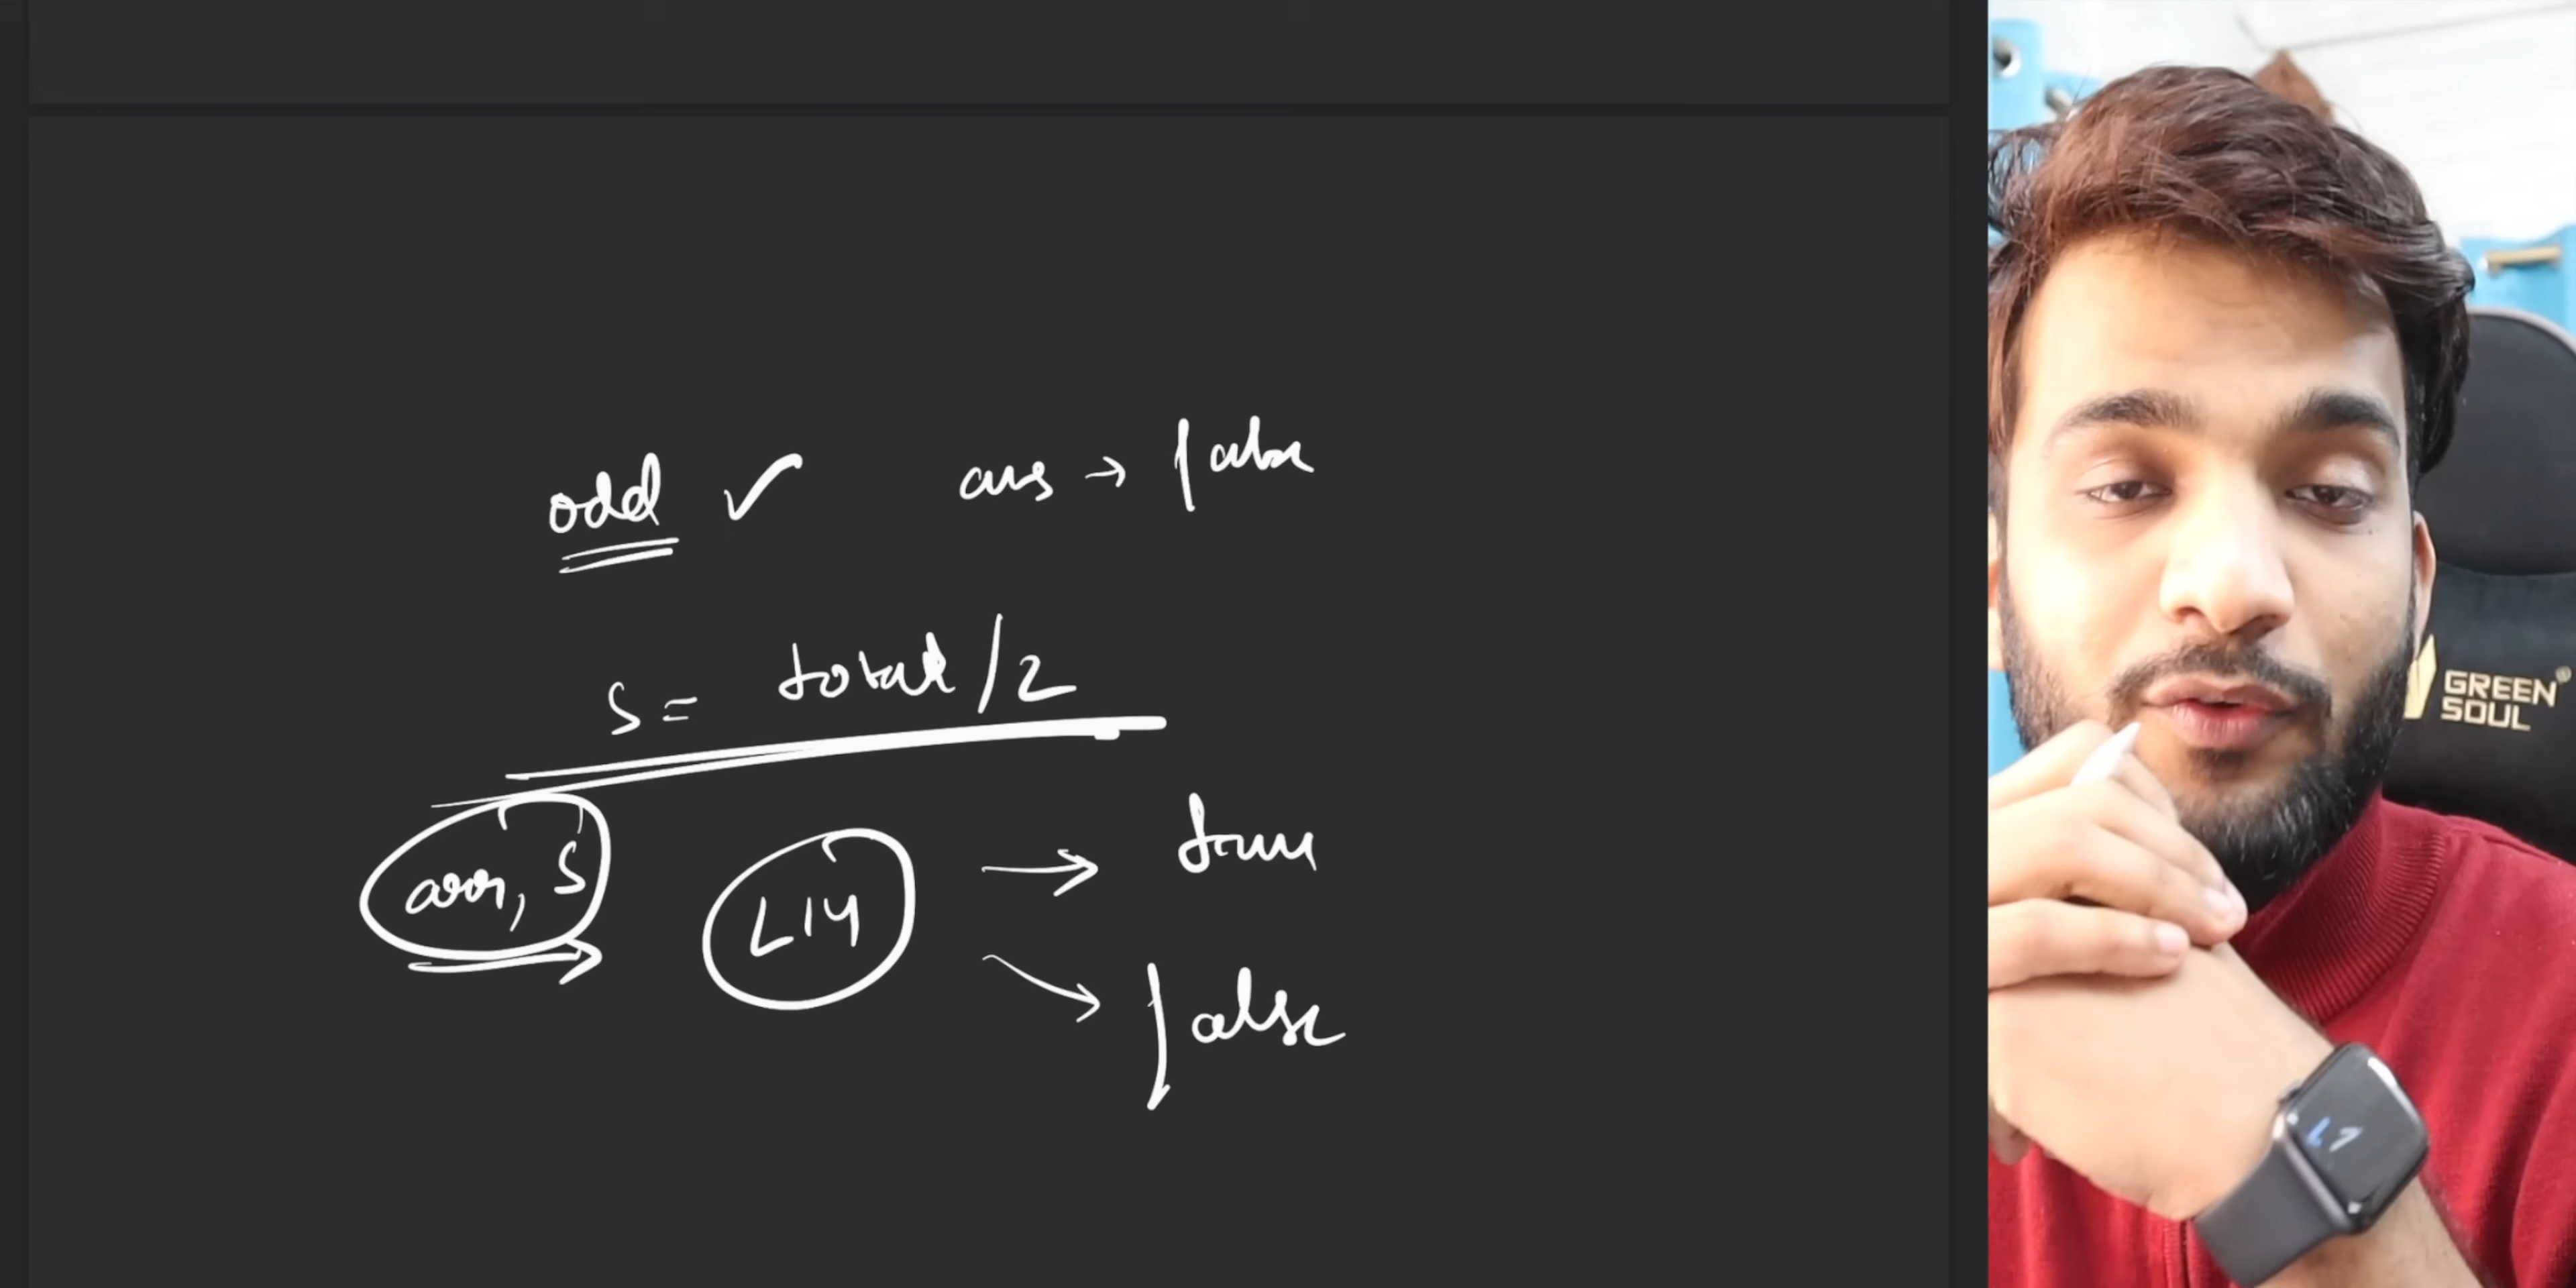 odd ✓ ans → false
s = total/2
arr, S L14 → true
→ false
GREEN
SOUL®